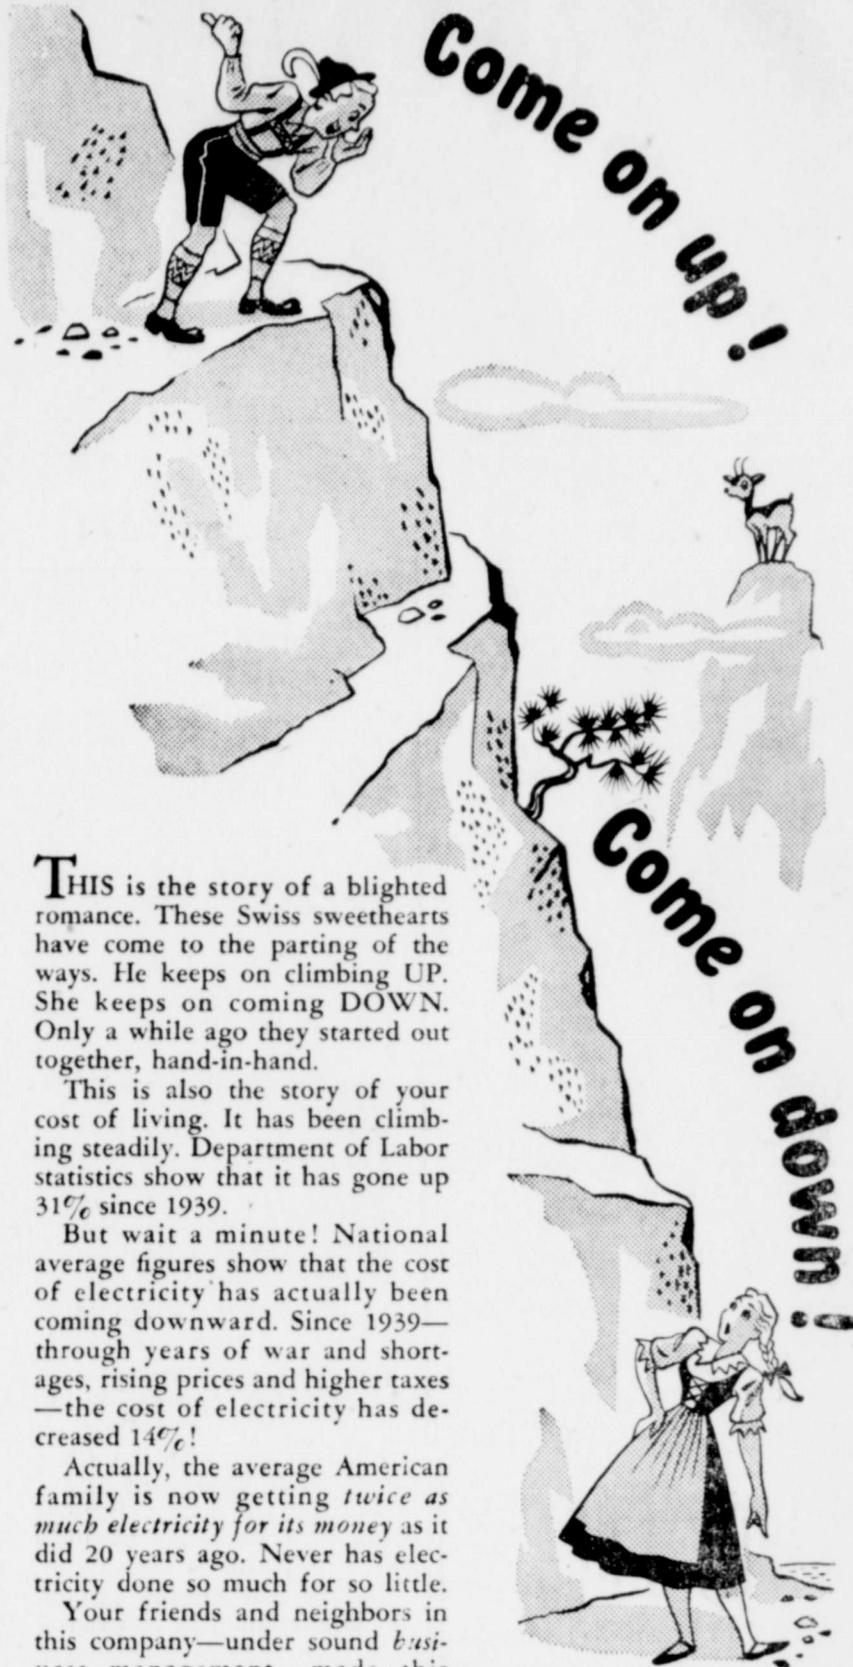 Come on up!
Come on down!
THIS is the story of a blighted
romance. These Swiss sweethearts
have come to the parting of the
ways. He keeps on climbing UP.
She keeps on coming DOWN.
Only a while ago they started out
together, hand-in-hand.
This is also the story of your
cost of living. It has been climb-
ing steadily. Department of Labor
statistics show that it has gone up
31% since 1939.
But wait a minute! National
average figures show that the cost
of electricity has actually been
coming downward. Since 1939—
through years of war and short-
ages, rising prices and higher taxes
—the cost of electricity has de-
creased 14%!
Actually, the average American
family is now getting twice as
much electricity for its money as it
did 20 years ago. Never has elec-
tricity done so much for so little.
Your friends and neighbors in
this company—under sound busi-